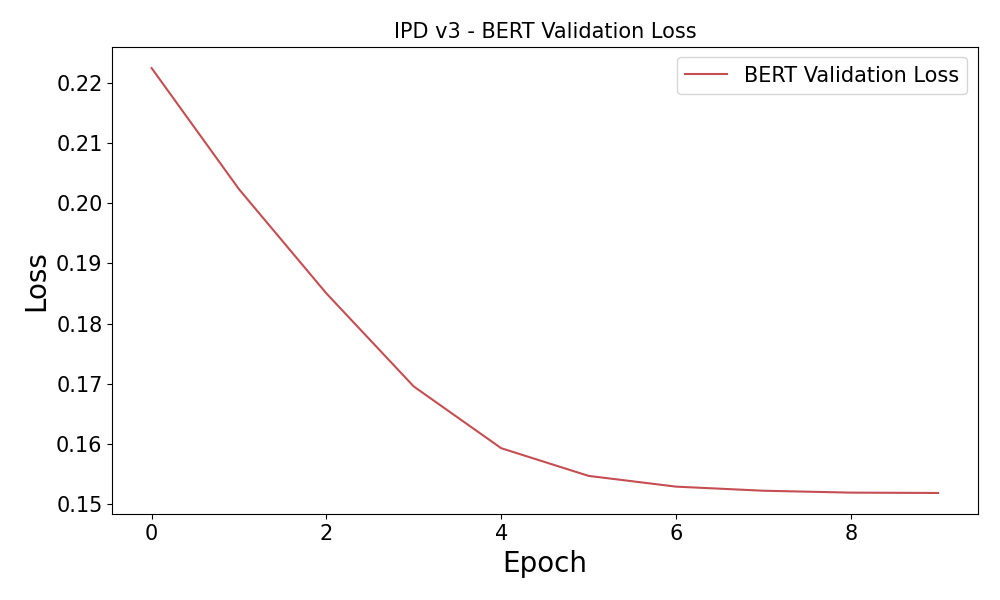 IPD v3 - BERT Validation Loss
BERT Validation Loss
0.22
0.21
0.20
0.19
0.18
0.17
0.16
0.15
Loss
0 2 4 6 8
Epoch